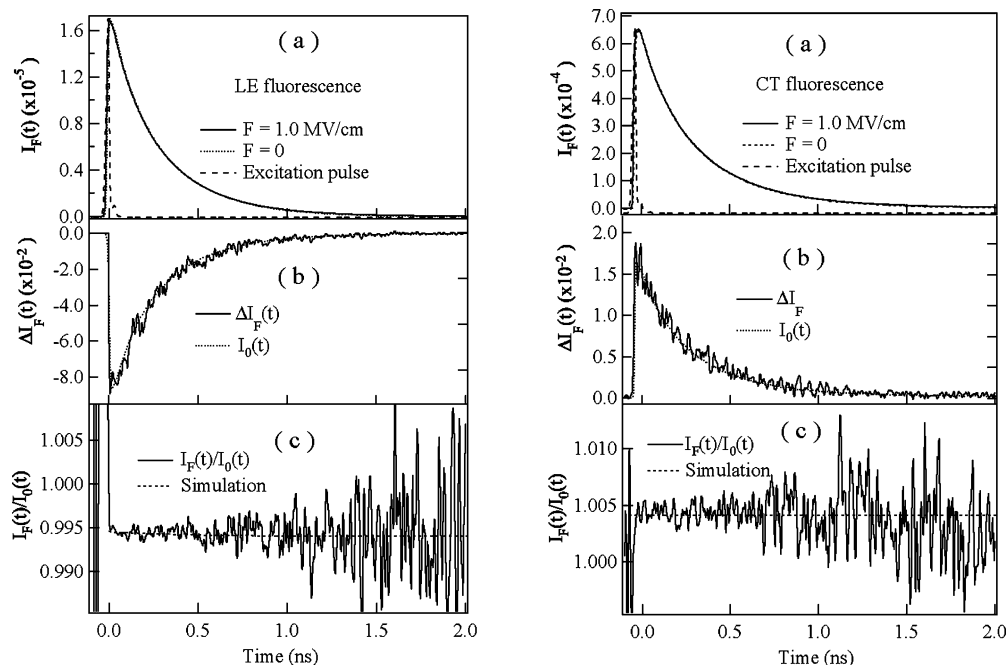 ( a )
LE fluorescence
F = 1.0 MV/cm
F = 0
Excitation pulse
I_F(t) (x10^-5)
1.6
1.2
0.8
0.4
0.0
( b )
ΔI_F(t)
I_0(t)
ΔI_F(t) (x10^-2)
0.0
-2.0
-4.0
-6.0
-8.0
( c )
I_F(t)/I_0(t)
Simulation
I_F(t)/I_0(t)
1.005
1.000
0.995
0.990
0.0 0.5 1.0 1.5 2.0
Time (ns)
( a )
CT fluorescence
F = 1.0 MV/cm
F = 0
Excitation pulse
I_F(t) (x10^-4)
7.0
6.0
5.0
4.0
3.0
2.0
1.0
0.0
( b )
ΔI_F
I_0(t)
ΔI_F(t) (x10^-2)
2.0
1.5
1.0
0.5
0.0
( c )
I_F(t)/I_0(t)
Simulation
I_F(t)/I_0(t)
1.010
1.005
1.000
0.0 0.5 1.0 1.5 2.0
Time (ns)